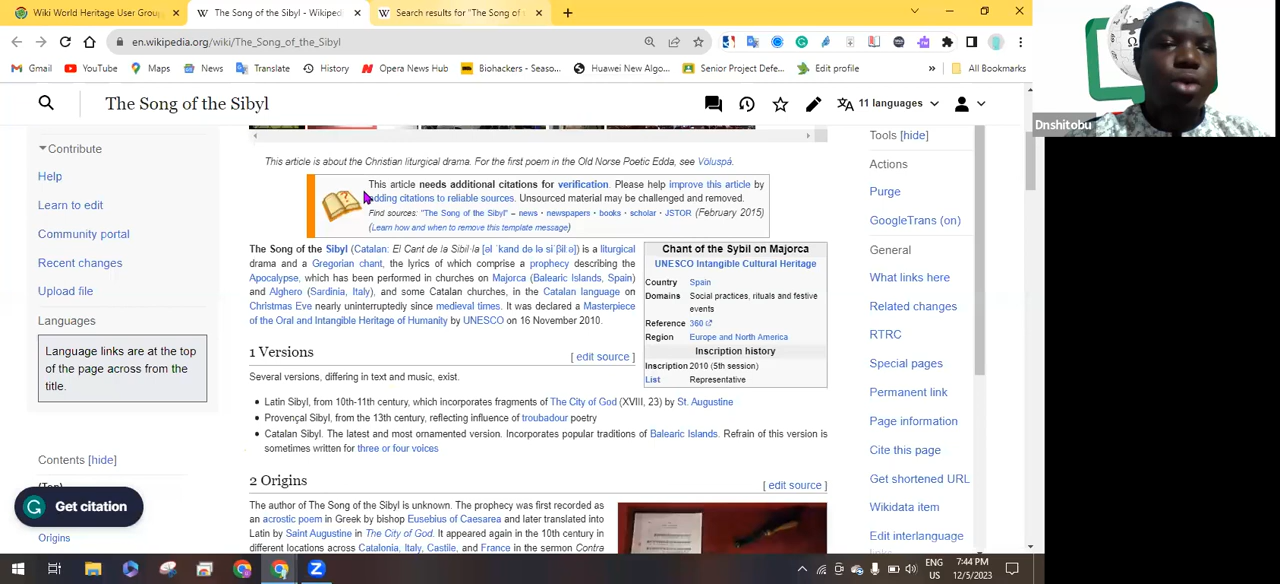 Wiki World Heritage User Group
The Song of the Sibyl - Wikiped
Search results for "The Song of
en.wikipedia.org/wiki/The_Song_of_the_Sibyl
Gmail
YouTube
Maps
News
Translate
History
Opera News Hub
Biohackers - Seaso...
Huawei New Algo...
Senior Project Defe...
Edit profile
»
All Bookmarks
Dnshitobu
The Song of the Sibyl
11 languages
Contribute
Help
Learn to edit
Community portal
Recent changes
Upload file
Languages
Language links are at the top
of the page across from the
title.
Contents [hide]
(Top)
Get citation
Origins
This article is about the Christian liturgical drama. For the first poem in the Old Norse Poetic Edda, see Völuspá.
This article needs additional citations for verification. Please help improve this article by
adding citations to reliable sources. Unsourced material may be challenged and removed.
Find sources: "The Song of the Sibyl" – news · newspapers · books · scholar · JSTOR (February 2015)
(Learn how and when to remove this template message)
The Song of the Sibyl (Catalan: El Cant de la Sibil·la [əl ˈkand də lə siˈβil·lə]) is a liturgical
drama and a Gregorian chant, the lyrics of which comprise a prophecy describing the
Apocalypse, which has been performed in churches on Majorca (Balearic Islands, Spain)
and Alghero (Sardinia, Italy), and some Catalan churches, in the Catalan language on
Christmas Eve nearly uninterruptedly since medieval times. It was declared a Masterpiece
of the Oral and Intangible Heritage of Humanity by UNESCO on 16 November 2010.
Chant of the Sybil on Majorca
UNESCO Intangible Cultural Heritage
Country Spain
Domains Social practices, rituals and festive
events
Reference 360
Region Europe and North America
Inscription history
Inscription 2010 (5th session)
List Representative
1 Versions
[ edit source ]
Several versions, differing in text and music, exist.
• Latin Sibyl, from 10th-11th century, which incorporates fragments of The City of God (XVIII, 23) by St. Augustine
• Provençal Sibyl, from the 13th century, reflecting influence of troubadour poetry
• Catalan Sibyl. The latest and most ornamented version. Incorporates popular traditions of Balearic Islands. Refrain of this version is
sometimes written for three or four voices
2 Origins
[ edit source ]
The author of The Song of the Sibyl is unknown. The prophecy was first recorded as
an acrostic poem in Greek by bishop Eusebius of Caesarea and later translated into
Latin by Saint Augustine in The City of God. It appeared again in the 10th century in
different locations across Catalonia, Italy, Castile, and France in the sermon Contra
Tools [hide]
Actions
Purge
GoogleTrans (on)
General
What links here
Related changes
RTRC
Special pages
Permanent link
Page information
Cite this page
Get shortened URL
Wikidata item
Edit interlanguage
links
ENG
US
7:44 PM
12/5/2023